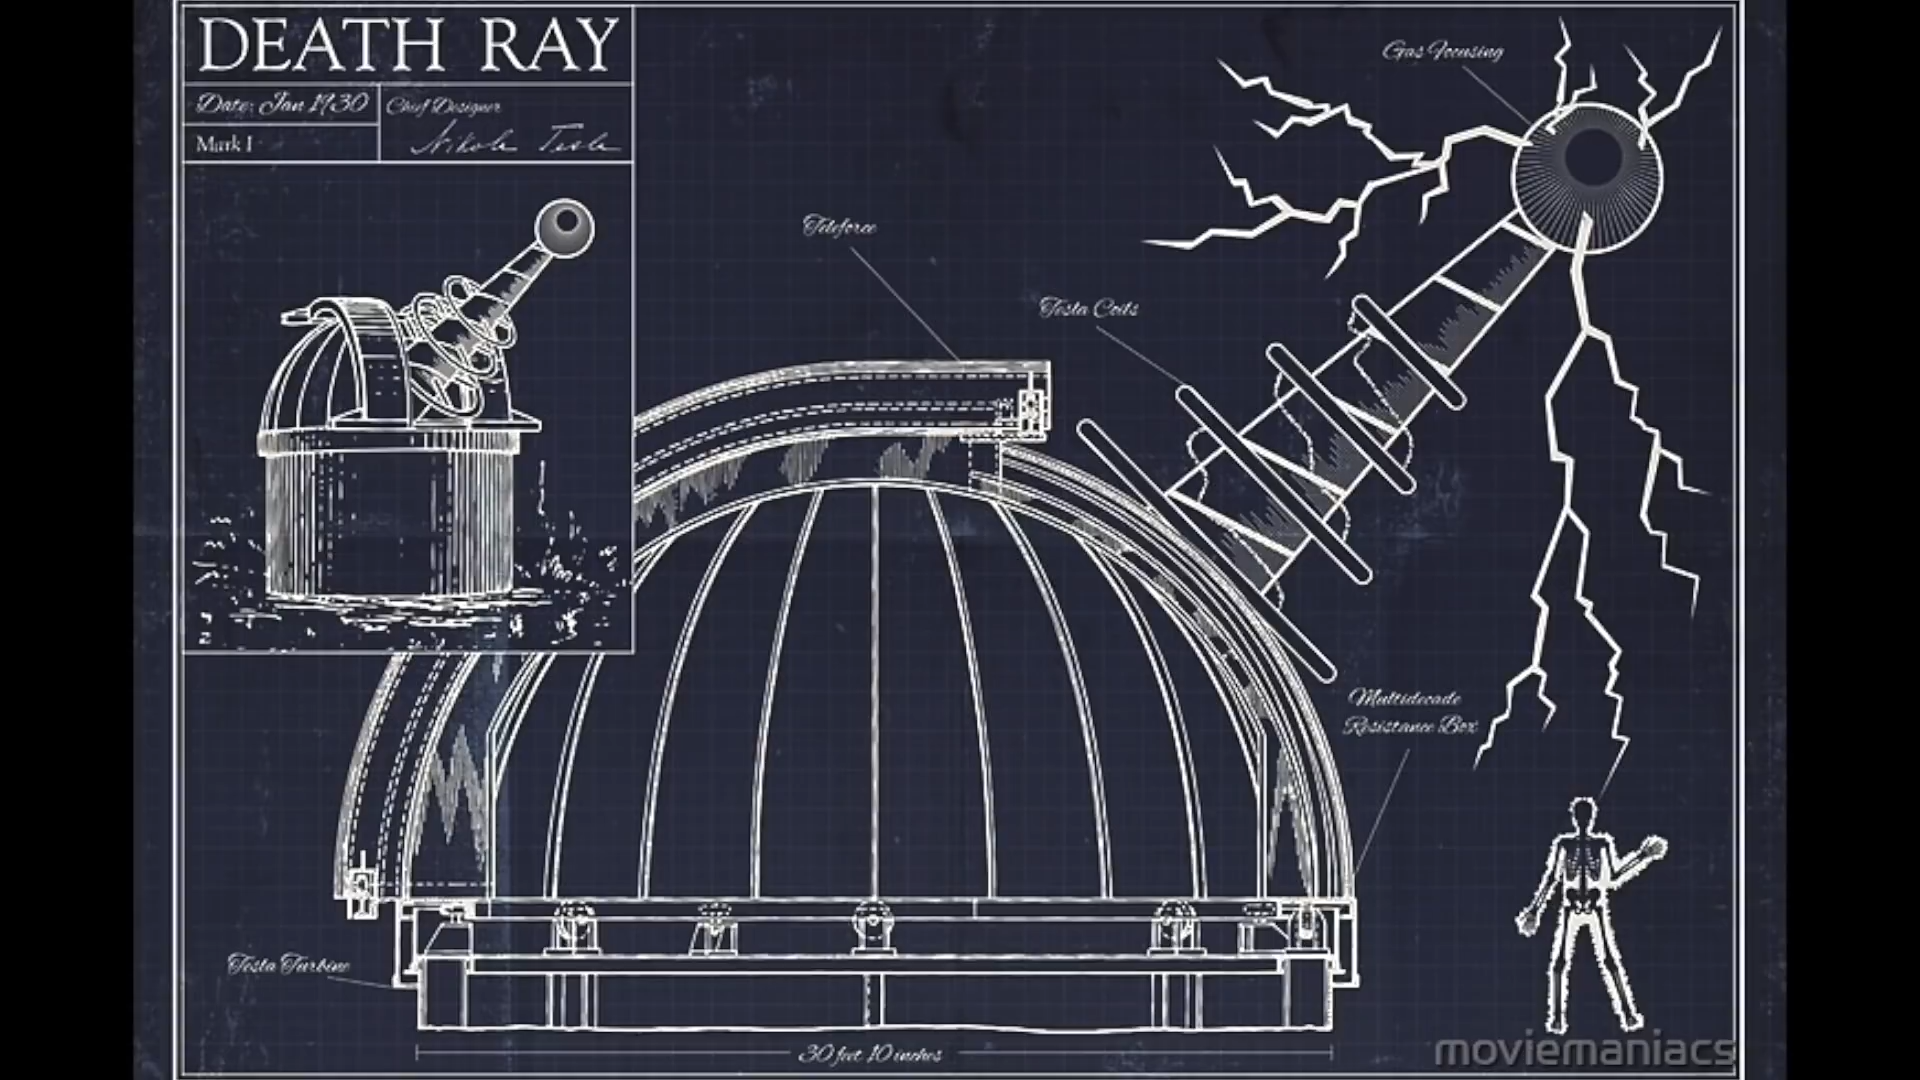 DEATH RAY
Date: Jan 1930
Chief Designer
Mark I
Nikola Tesla
Gas Focusing
Teleforce
Tesla Coils
Multidecade
Resistance Box
Tesla Turbine
30 feet 10 inches
moviemaniacs